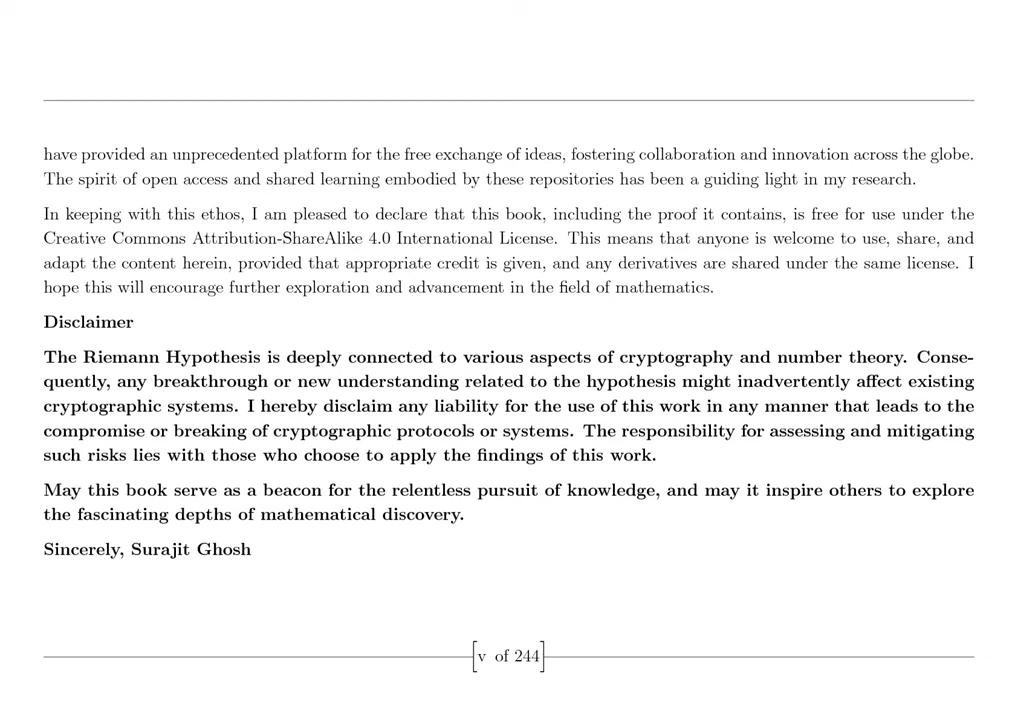 have provided an unprecedented platform for the free exchange of ideas, fostering collaboration and innovation across the globe.
The spirit of open access and shared learning embodied by these repositories has been a guiding light in my research.
In keeping with this ethos, I am pleased to declare that this book, including the proof it contains, is free for use under the
Creative Commons Attribution-ShareAlike 4.0 International License. This means that anyone is welcome to use, share, and
adapt the content herein, provided that appropriate credit is given, and any derivatives are shared under the same license. I
hope this will encourage further exploration and advancement in the field of mathematics.
Disclaimer
The Riemann Hypothesis is deeply connected to various aspects of cryptography and number theory. Conse-
quently, any breakthrough or new understanding related to the hypothesis might inadvertently affect existing
cryptographic systems. I hereby disclaim any liability for the use of this work in any manner that leads to the
compromise or breaking of cryptographic protocols or systems. The responsibility for assessing and mitigating
such risks lies with those who choose to apply the findings of this work.
May this book serve as a beacon for the relentless pursuit of knowledge, and may it inspire others to explore
the fascinating depths of mathematical discovery.
Sincerely, Surajit Ghosh
[v of 244]